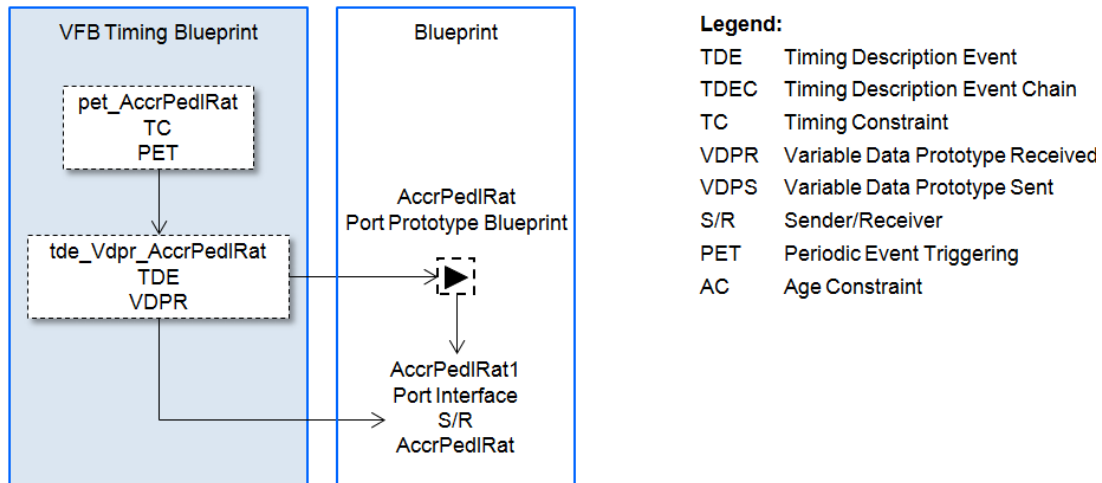 VFB Timing Blueprint
pet_AccrPedlRat
TC
PET
tde_Vdpr_AccrPedlRat
TDE
VDPR
Blueprint
AccrPedlRat
Port Prototype Blueprint
AccrPedlRat1
Port Interface
S/R
AccrPedlRat
Legend:
TDE Timing Description Event
TDEC Timing Description Event Chain
TC Timing Constraint
VDPR Variable Data Prototype Received
VDPS Variable Data Prototype Sent
S/R Sender/Receiver
PET Periodic Event Triggering
AC Age Constraint